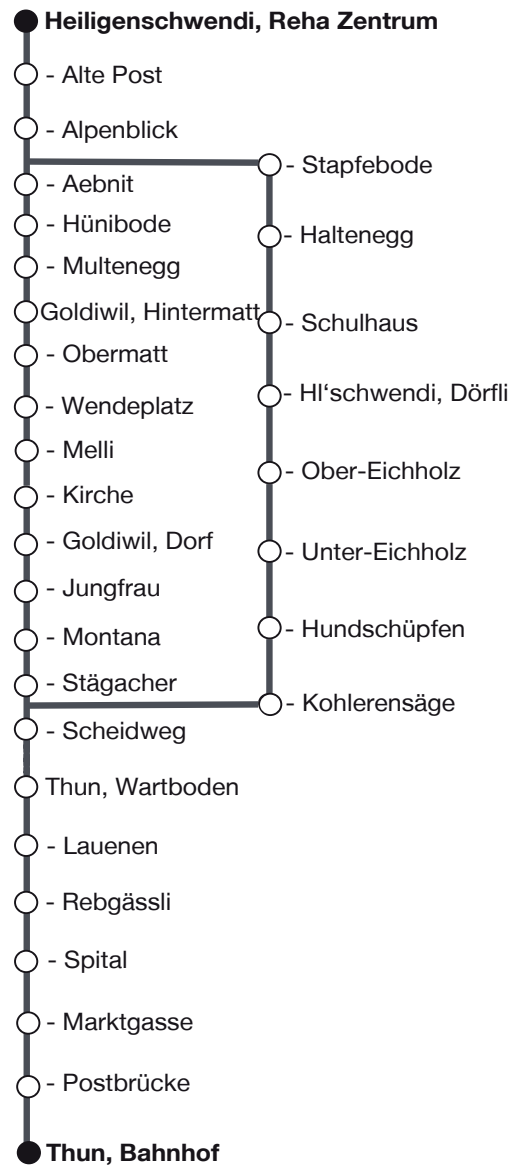 Heiligenschwendi, Reha Zentrum
- Alte Post
- Alpenblick
- Aebnit
- Hünibode
- Multenegg
Goldiwil, Hintermatt
- Obermatt
- Wendeplatz
- Melli
- Kirche
- Goldiwil, Dorf
- Jungfrau
- Montana
- Stägacher
- Scheidweg
Thun, Wartboden
- Lauenen
- Rebgässli
- Spital
- Marktgasse
- Postbrücke
Thun, Bahnhof
- Stapfebode
- Haltenegg
- Schulhaus
- Hl‘schwendi, Dörfli
- Ober-Eichholz
- Unter-Eichholz
- Hundschüpfen
- Kohlerensäge